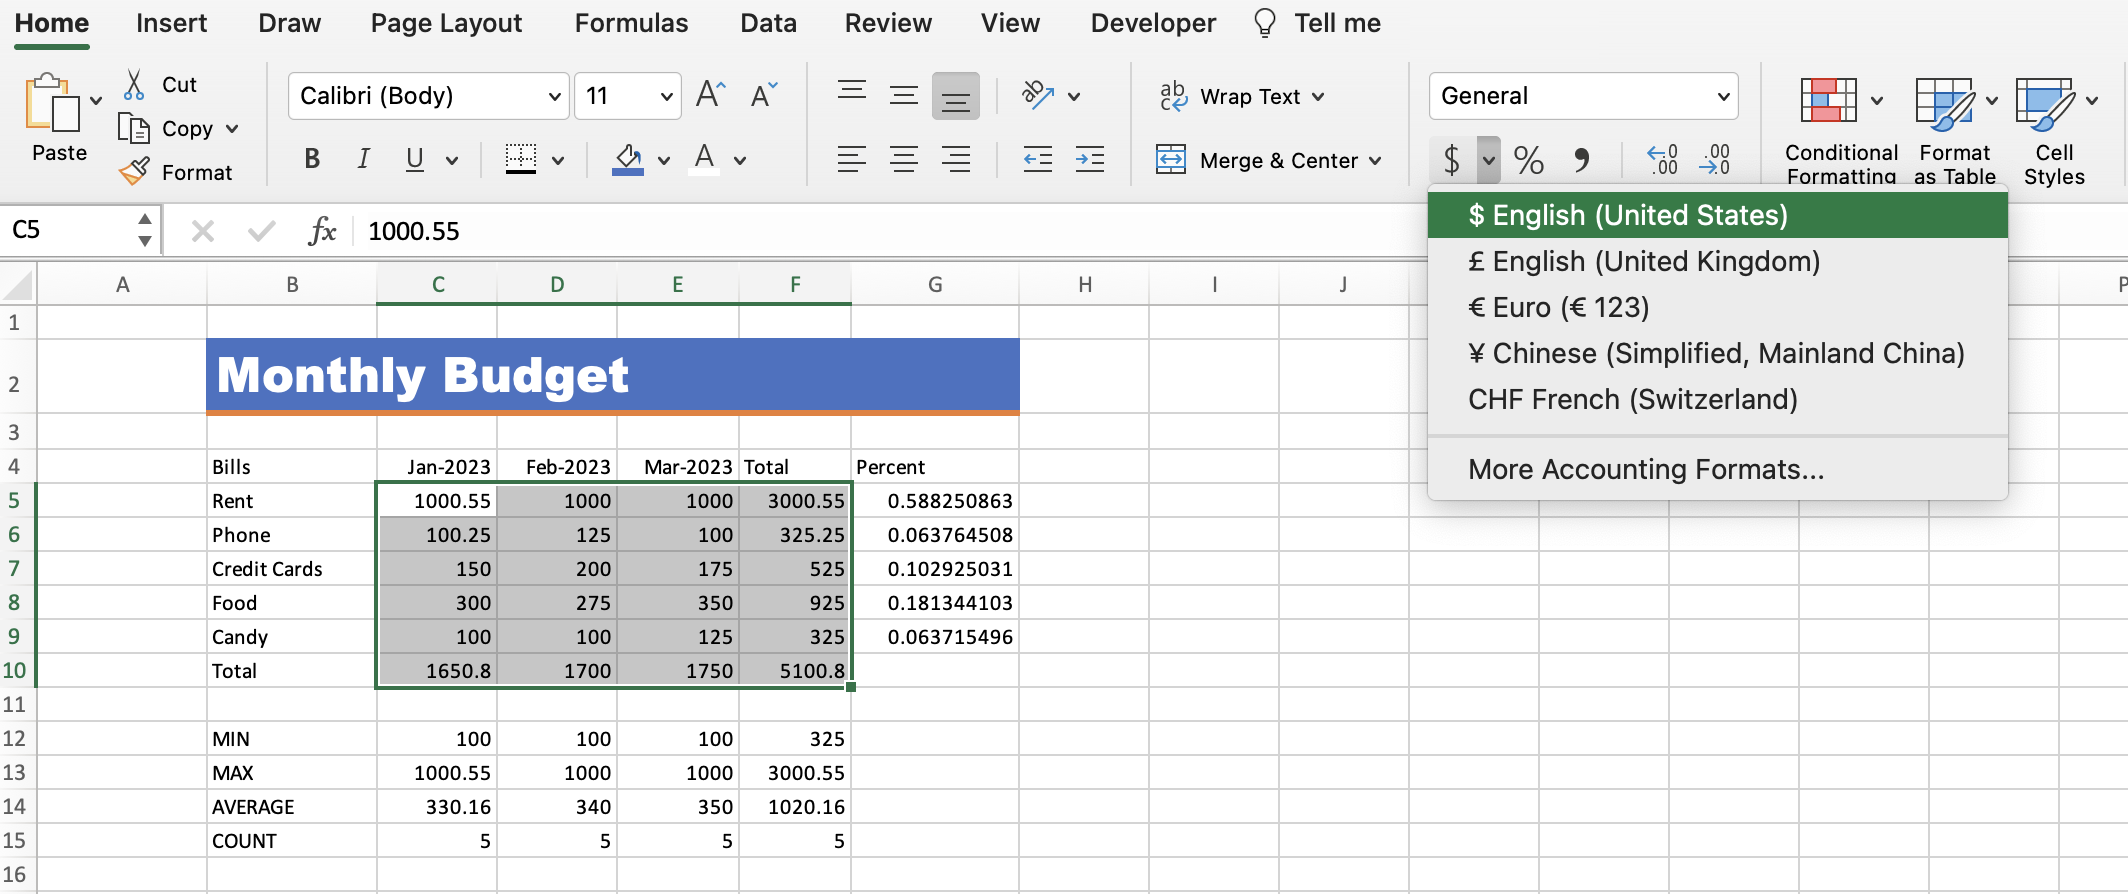 Home Insert Draw Page Layout Formulas Data Review View Developer Tell me
Paste
Cut
Copy
Format
Calibri (Body) 11 A A
B I U A
ab Wrap Text
Merge & Center
General
$ % , .0 .00 .00 .0
Conditional Formatting
Format as Table
Cell Styles
$ English (United States)
£ English (United Kingdom)
€ Euro (€ 123)
¥ Chinese (Simplified, Mainland China)
CHF French (Switzerland)
More Accounting Formats...
C5 fx 1000.55
A B C D E F G H I J P
1
2 Monthly Budget
3
4 Bills Jan-2023 Feb-2023 Mar-2023 Total Percent
5 Rent 1000.55 1000 1000 3000.55 0.588250863
6 Phone 100.25 125 100 325.25 0.063764508
7 Credit Cards 150 200 175 525 0.102925031
8 Food 300 275 350 925 0.181344103
9 Candy 100 100 125 325 0.063715496
10 Total 1650.8 1700 1750 5100.8
11
12 MIN 100 100 100 325
13 MAX 1000.55 1000 1000 3000.55
14 AVERAGE 330.16 340 350 1020.16
15 COUNT 5 5 5 5
16